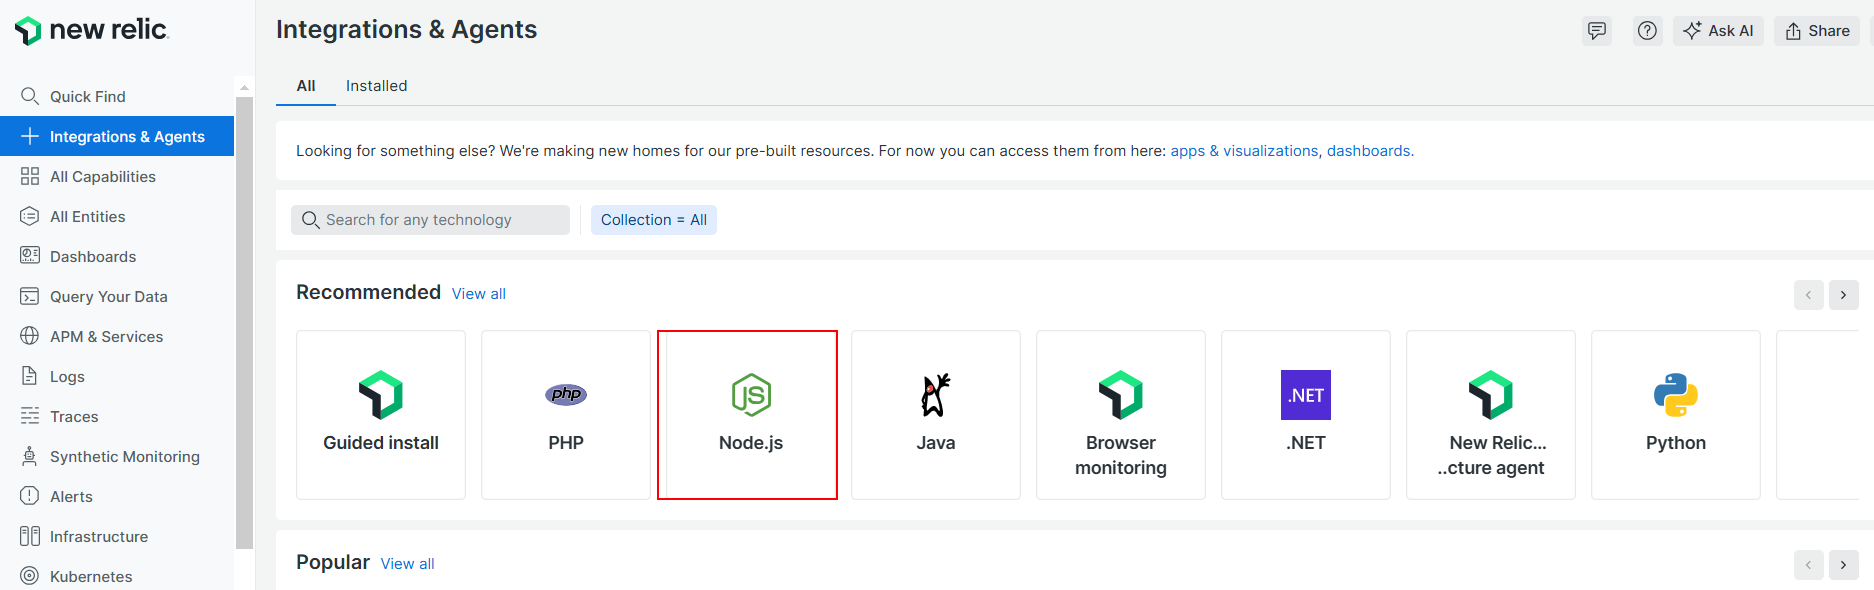 new relic.
Integrations & Agents
Ask AI
Share
Quick Find
Integrations & Agents
All Capabilities
All Entities
Dashboards
Query Your Data
APM & Services
Logs
Traces
Synthetic Monitoring
Alerts
Infrastructure
Kubernetes
All
Installed
Looking for something else? We're making new homes for our pre-built resources. For now you can access them from here: apps & visualizations, dashboards.
Search for any technology
Collection = All
Recommended View all
Guided install
php
PHP
JS
Node.js
Java
Browser
monitoring
.NET
.NET
New Relic...
..cture agent
Python
Popular View all